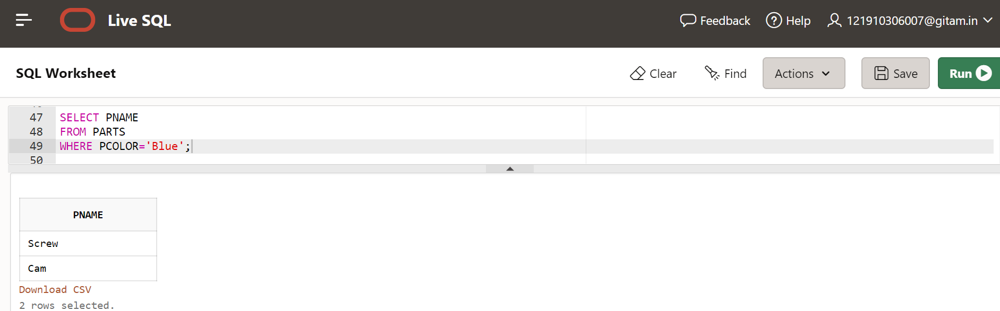 Live SQL
Feedback
Help
121910306007@gitam.in
SQL Worksheet
Clear
Find
Actions
Save
Run
47 SELECT PNAME
48 FROM PARTS
49 WHERE PCOLOR='Blue';
50
PNAME
Screw
Cam
Download CSV
2 rows selected.